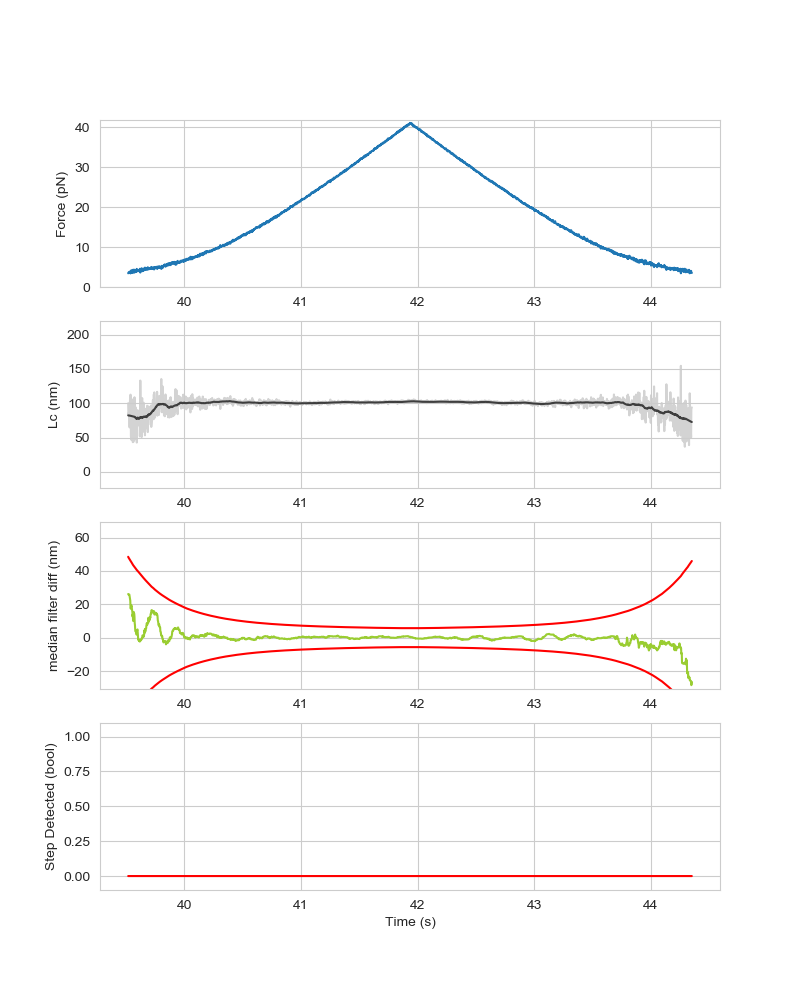 40
30
20
10
0
Force (pN)
40 41 42 43 44
200
150
100
50
0
Lc (nm)
40 41 42 43 44
60
40
20
0
−20
median filter diff (nm)
40 41 42 43 44
1.00
0.75
0.50
0.25
0.00
Step Detected (bool)
40 41 42 43 44
Time (s)